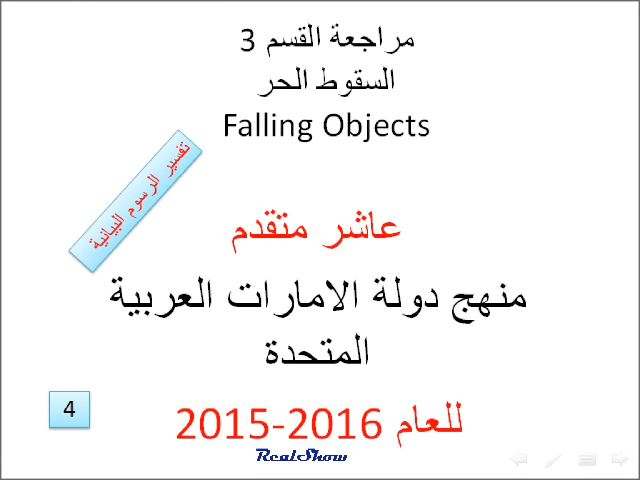 مراجعة القسم 3
السقوط الحر
Falling Objects
تفسير الرسوم البيانية
عاشر متقدم
منهج دولة الامارات العربية
المتحدة
4
للعام 2016-2015
RealShow